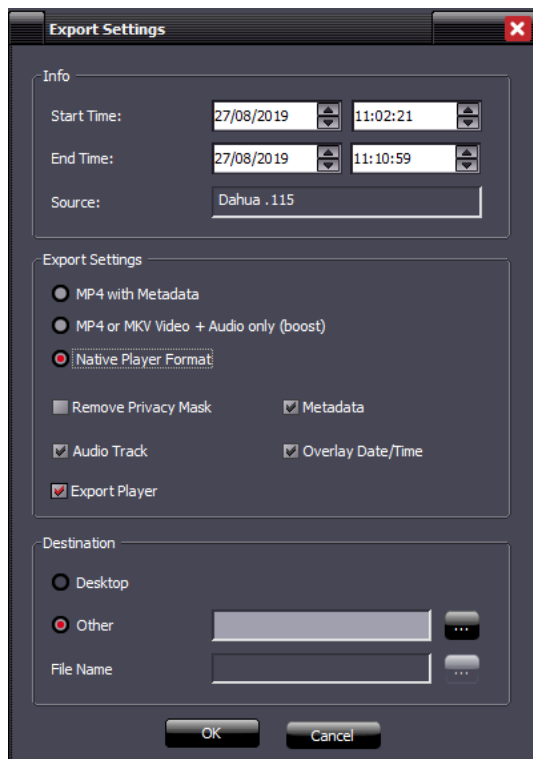 Export Settings
Info
Start Time: 27/08/2019 11:02:21
End Time: 27/08/2019 11:10:59
Source: Dahua .115
Export Settings
MP4 with Metadata
MP4 or MKV Video + Audio only (boost)
Native Player Format
Remove Privacy Mask Metadata
Audio Track Overlay Date/Time
Export Player
Destination
Desktop
Other ...
File Name ...
OK Cancel